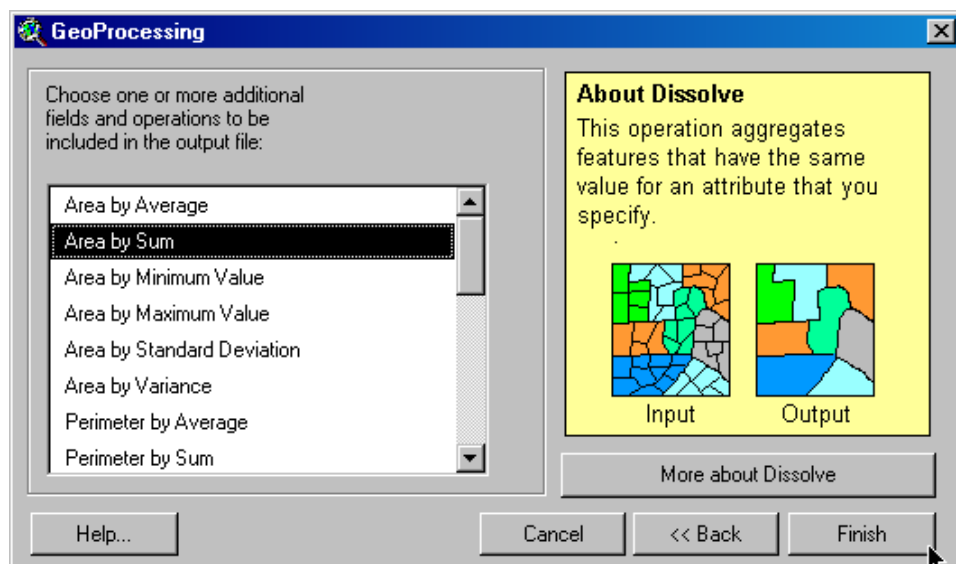 GeoProcessing
Choose one or more additional
fields and operations to be
included in the output file:
Area by Average
Area by Sum
Area by Minimum Value
Area by Maximum Value
Area by Standard Deviation
Area by Variance
Perimeter by Average
Perimeter by Sum
About Dissolve
This operation aggregates
features that have the same
value for an attribute that you
specify.
Input Output
More about Dissolve
Help... Cancel << Back Finish